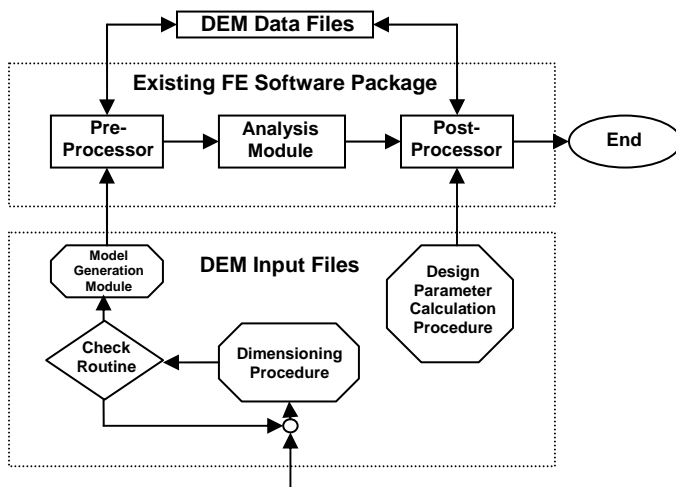 DEM Data Files
Existing FE Software Package
Pre-
Processor
Analysis
Module
Post-
Processor
End
Model
Generation
Module
DEM Input Files
Design
Parameter
Calculation
Procedure
Check
Routine
Dimensioning
Procedure